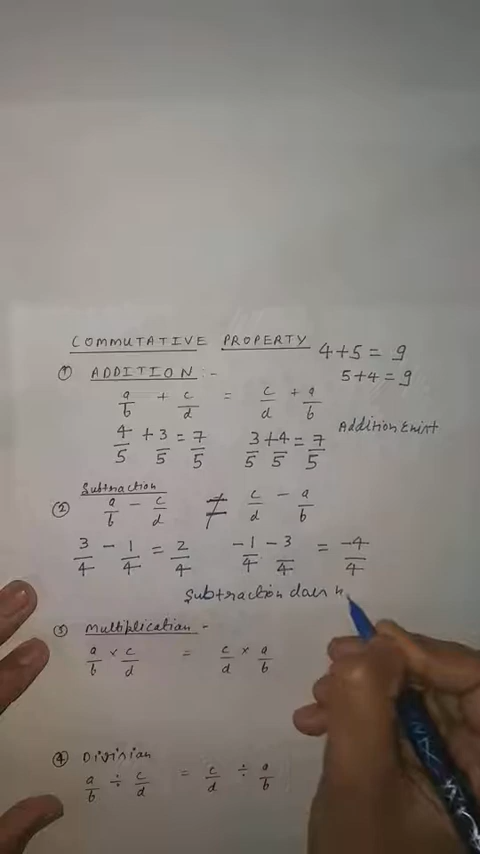 COMMUTATIVE PROPERTY
4+5 = 9
① ADDITION :-
5+4 = 9
a/b + c/d = c/d + a/b
4/5 + 3/5 = 7/5 3/5 + 4/5 = 7/5
Addition Exist
Subtraction
② a/b - c/d ≠ c/d - a/b
3/4 - 1/4 = 2/4 -1/4 - 3/4 = -4/4
Subtraction does n
③ Multiplication -
a/b × c/d = c/d × a/b
④ Division
a/b ÷ c/d = c/d ÷ a/b